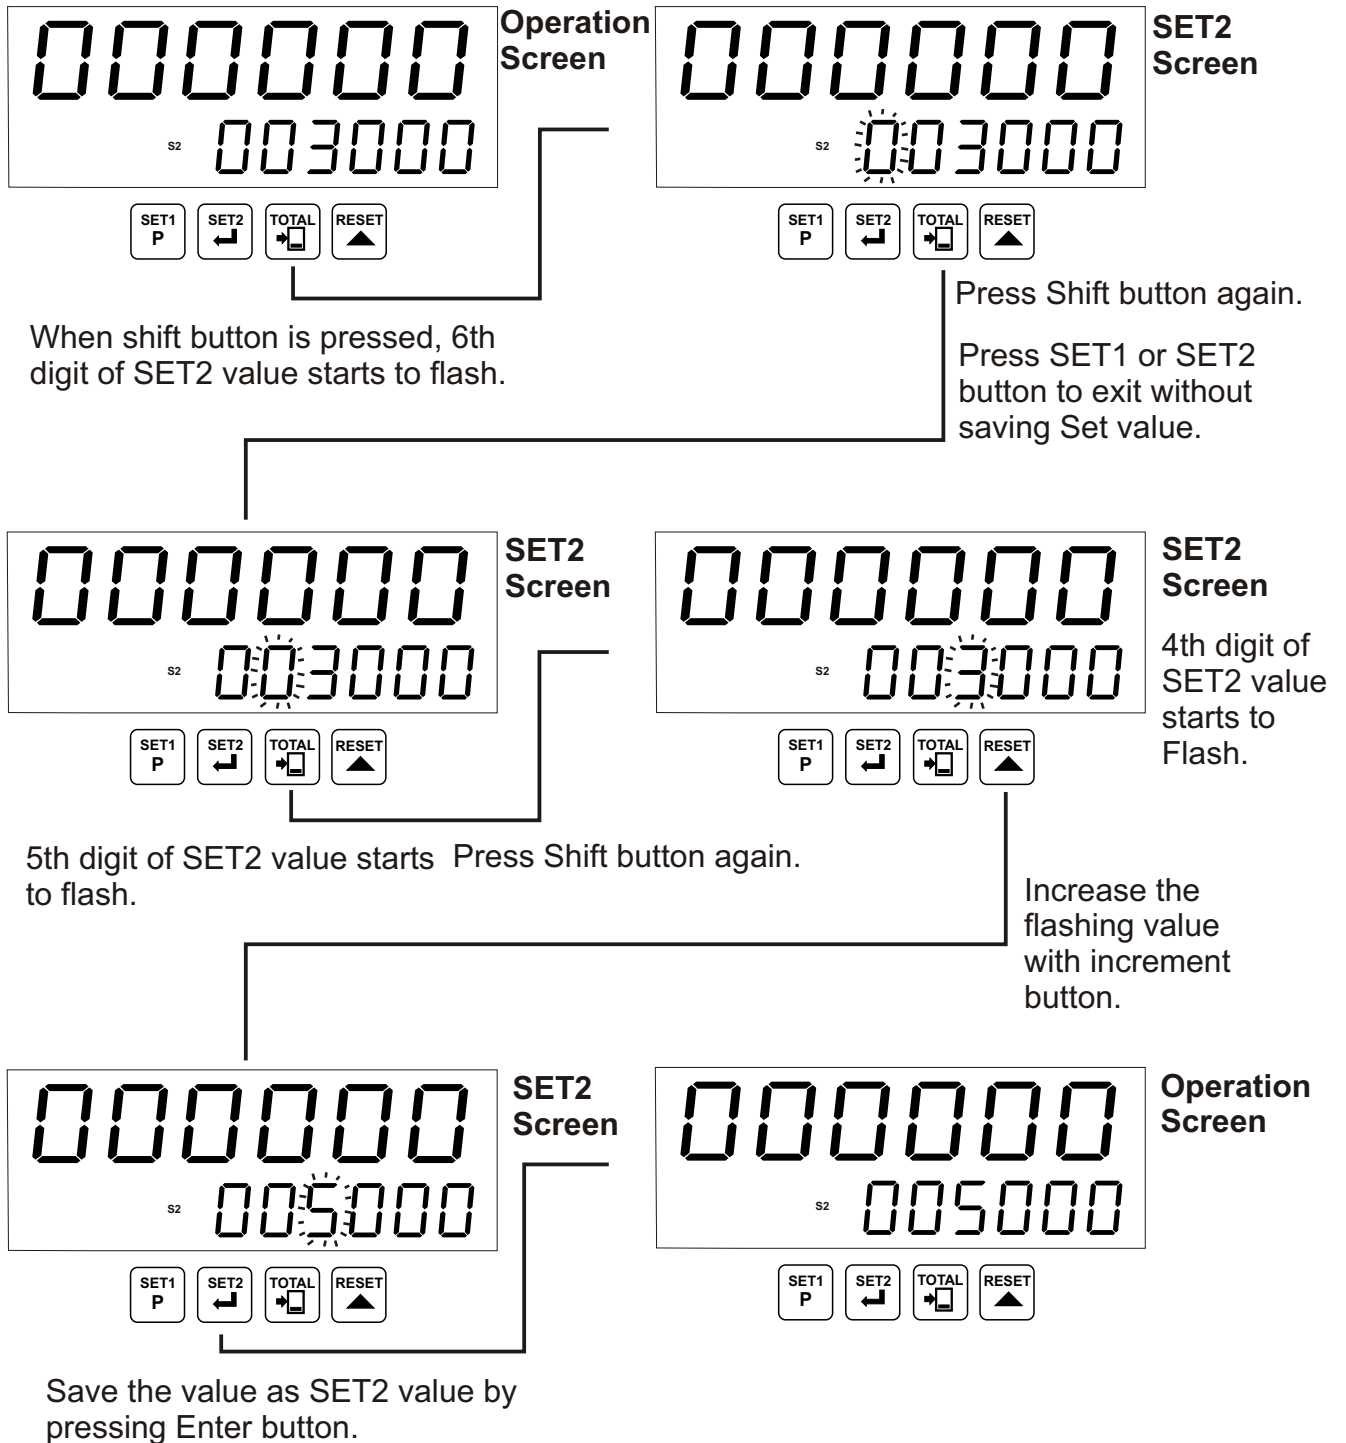 000000
Operation
Screen
S2 003000
SET1 P SET2 TOTAL RESET
When shift button is pressed, 6th
digit of SET2 value starts to flash.
000000
SET2
Screen
S2 003000
SET1 P SET2 TOTAL RESET
Press Shift button again.
Press SET1 or SET2
button to exit without
saving Set value.
000000
SET2
Screen
S2 003000
SET1 P SET2 TOTAL RESET
5th digit of SET2 value starts
to flash.
Press Shift button again.
000000
SET2
Screen
S2 003000
4th digit of
SET2 value
starts to
Flash.
SET1 P SET2 TOTAL RESET
Increase the
flashing value
with increment
button.
000000
SET2
Screen
S2 005000
SET1 P SET2 TOTAL RESET
Save the value as SET2 value by
pressing Enter button.
000000
Operation
Screen
S2 005000
SET1 P SET2 TOTAL RESET